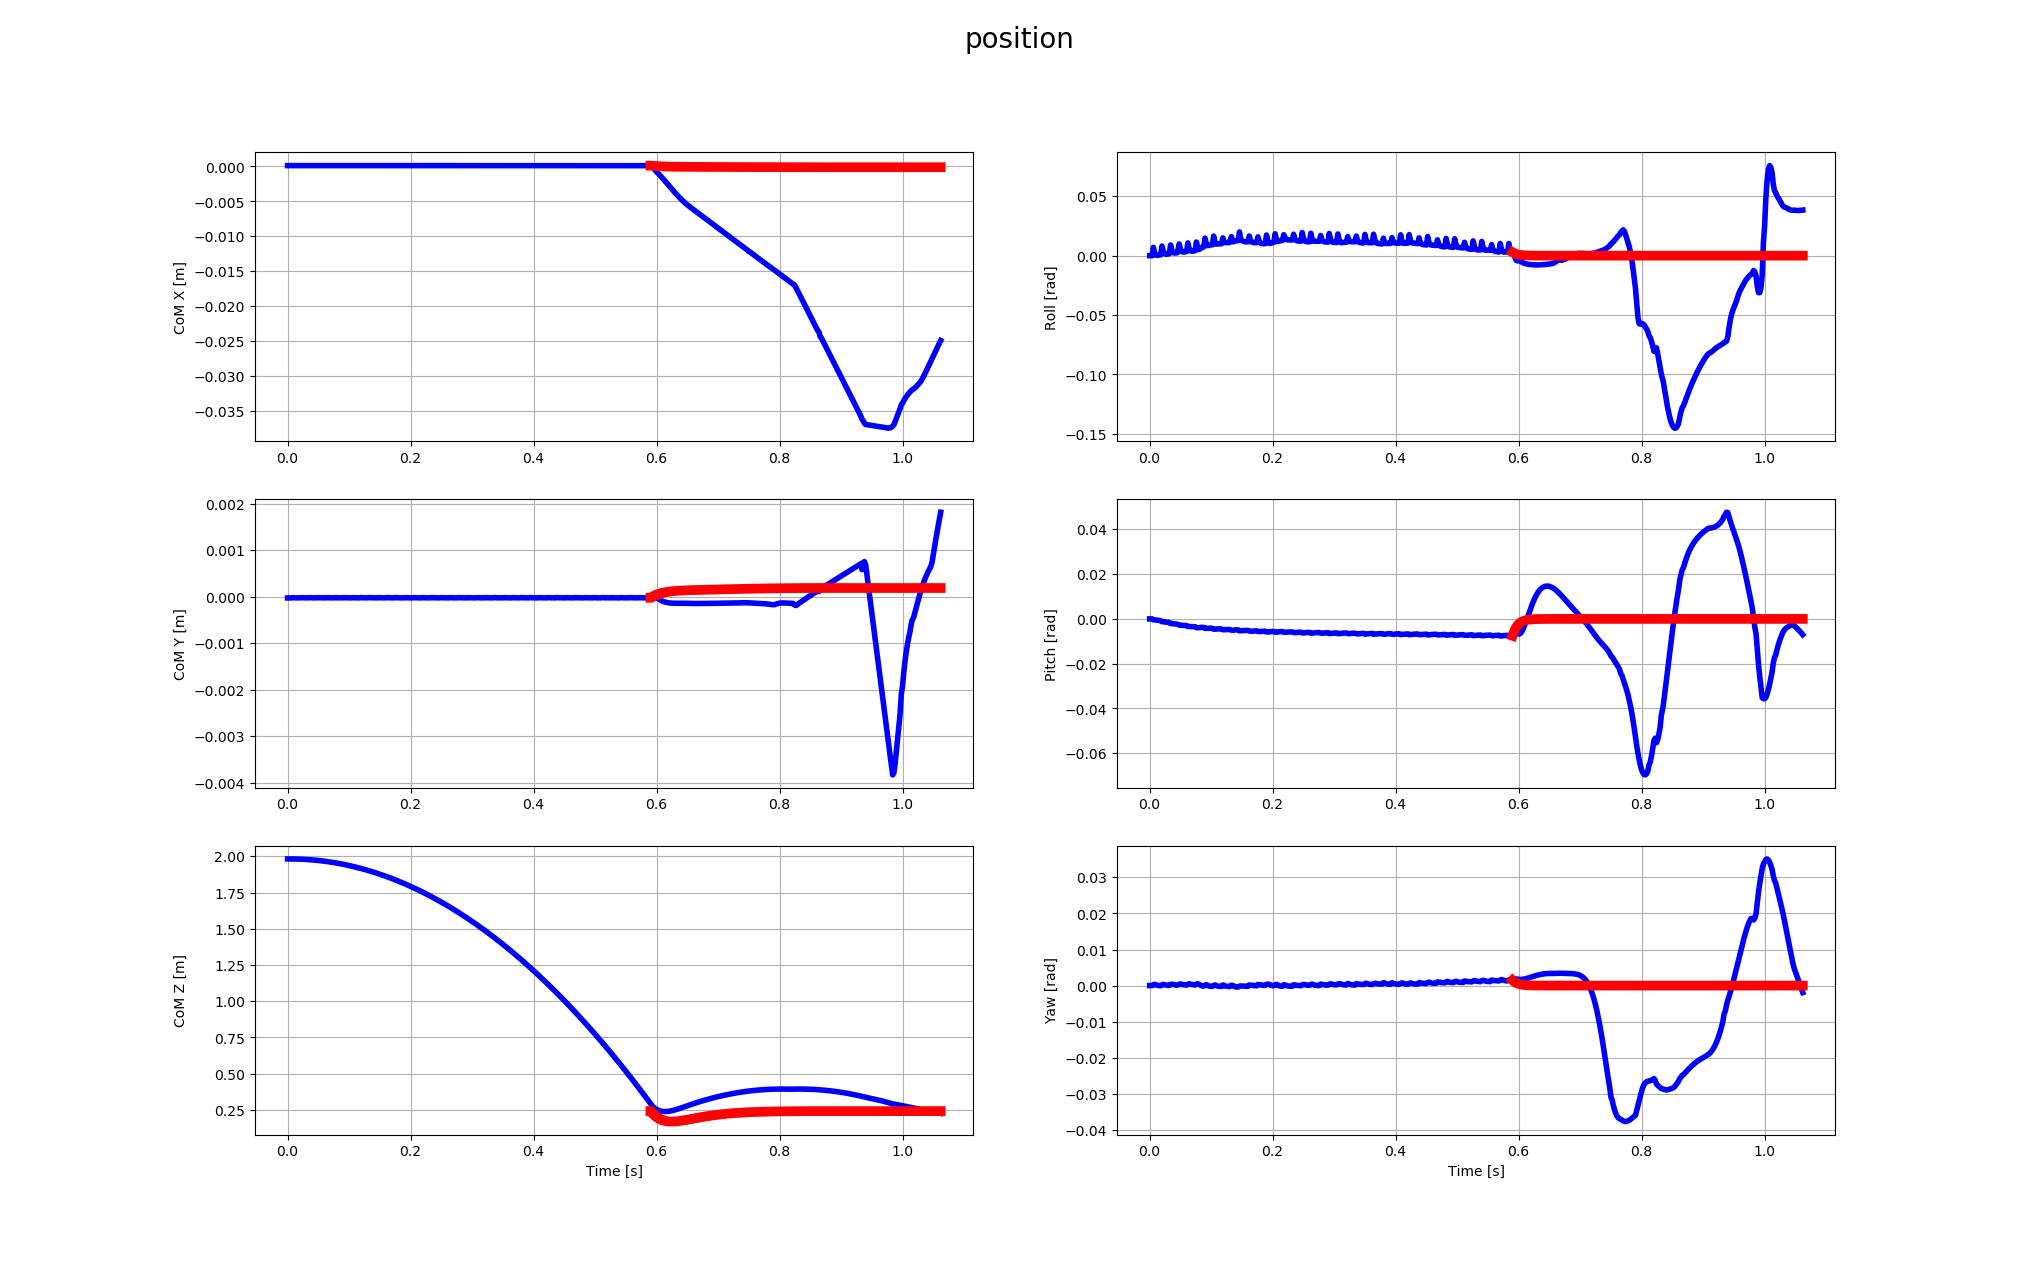 position
CoM X [m]
0.000
−0.005
−0.010
−0.015
−0.020
−0.025
−0.030
−0.035
0.0 0.2 0.4 0.6 0.8 1.0
Roll [rad]
0.05
0.00
−0.05
−0.10
−0.15
0.0 0.2 0.4 0.6 0.8 1.0
CoM Y [m]
0.002
0.001
0.000
−0.001
−0.002
−0.003
−0.004
0.0 0.2 0.4 0.6 0.8 1.0
Pitch [rad]
0.04
0.02
0.00
−0.02
−0.04
−0.06
0.0 0.2 0.4 0.6 0.8 1.0
CoM Z [m]
2.00
1.75
1.50
1.25
1.00
0.75
0.50
0.25
0.0 0.2 0.4 0.6 0.8 1.0
Time [s]
Yaw [rad]
0.03
0.02
0.01
0.00
−0.01
−0.02
−0.03
−0.04
0.0 0.2 0.4 0.6 0.8 1.0
Time [s]